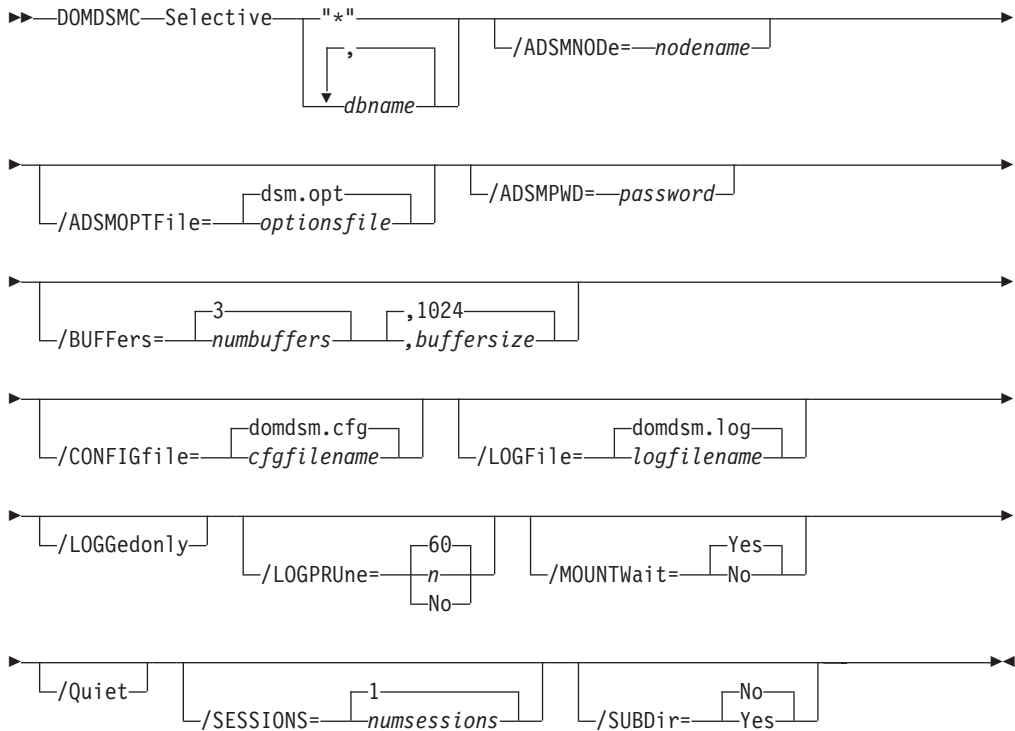 DOMDSMC Selective "*" /ADSMNODe= nodename
,
dbname
/ADSMOPTFile= dsm.opt /ADSMPWD= password
optionsfile
/BUFFers= 3 ,1024
numbuffers ,buffersize
/CONFIGfile= domdsm.cfg /LOGFile= domdsm.log
cfgfilename logfilename
/LOGGedonly /LOGPRUne= 60 /MOUNTWait= Yes
n No
No
/Quiet /SESSIONS= 1 /SUBDir= No
numsessions Yes